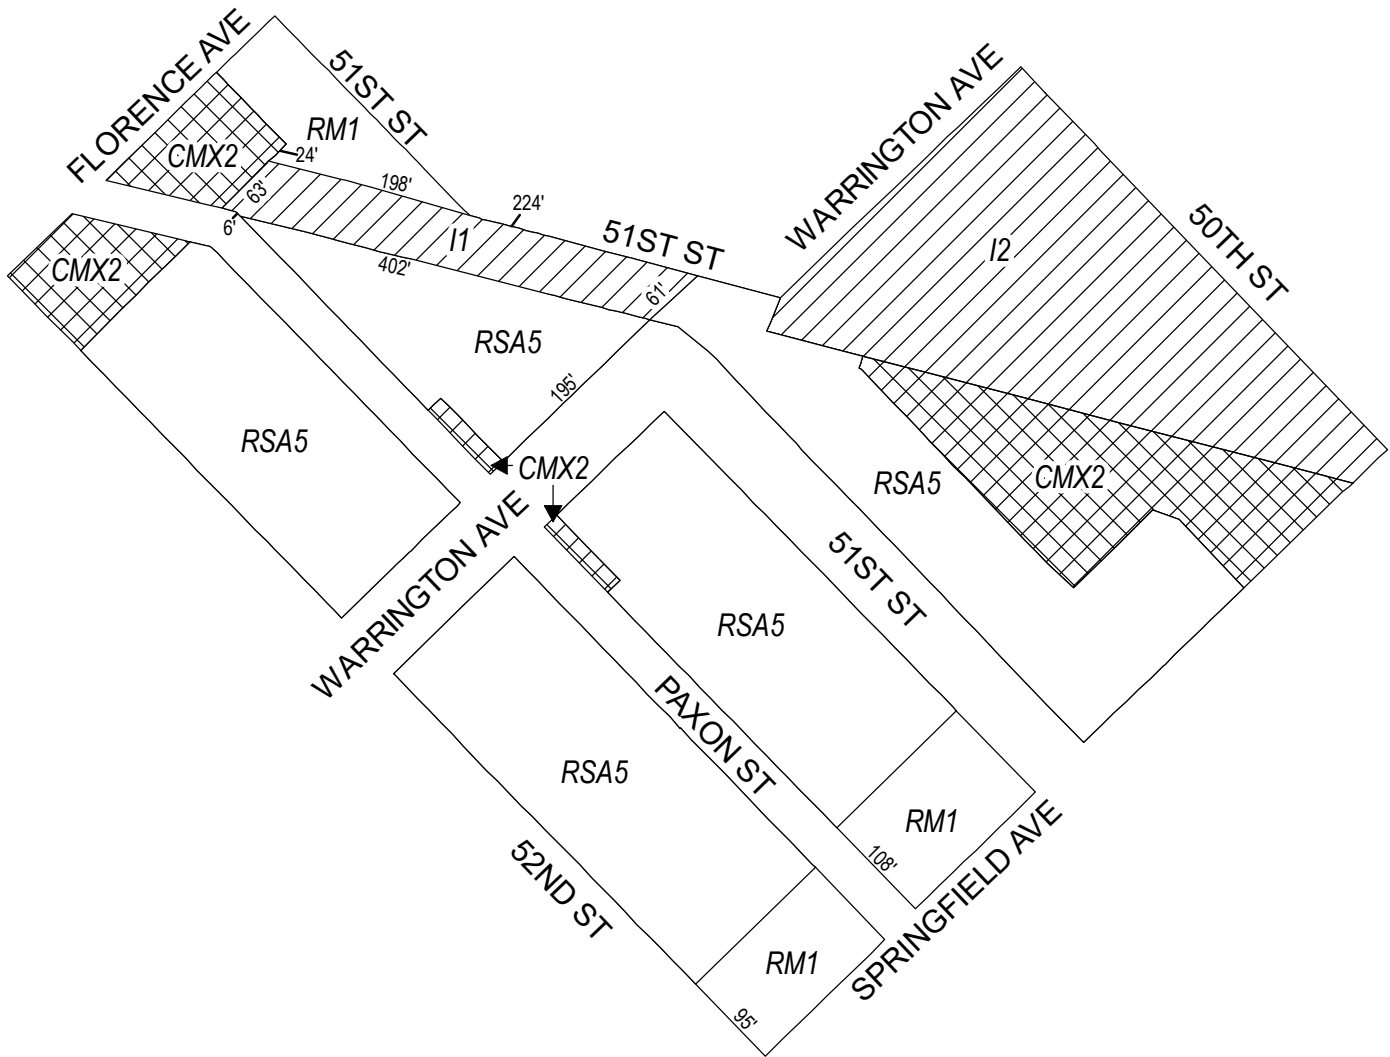 FLORENCE AVE
51ST ST
RM1
CMX2
24'
63'
198'
6'
224'
I1
402'
51ST ST
61'
WARRINGTON AVE
I2
50TH ST
CMX2
RSA5
195'
RSA5
CMX2
RSA5
CMX2
WARRINGTON AVE
51ST ST
RSA5
PAXON ST
RSA5
RM1
108'
SPRINGFIELD AVE
52ND ST
RM1
95'